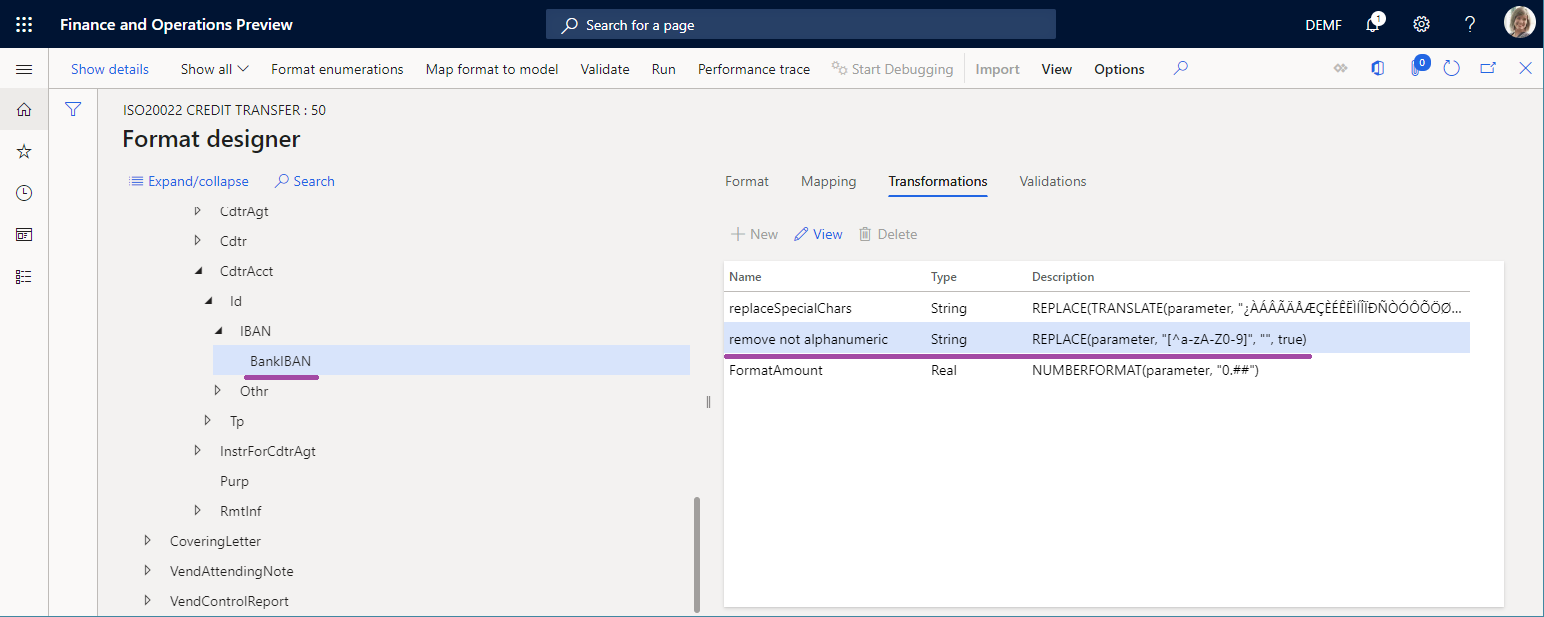 Finance and Operations Preview
Search for a page
DEMF
1
?
Show details
Show all
Format enumerations
Map format to model
Validate
Run
Performance trace
Start Debugging
Import
View
Options
0
ISO20022 CREDIT TRANSFER : 50
Format designer
Expand/collapse
Search
CdtrAgt
Cdtr
CdtrAcct
Id
IBAN
BankIBAN
Othr
Tp
InstrForCdtrAgt
Purp
RmtInf
CoveringLetter
VendAttendingNote
VendControlReport
Format
Mapping
Transformations
Validations
New
View
Delete
Name Type Description
replaceSpecialChars String REPLACE(TRANSLATE(parameter, "¿ÀÁÂÃÄÅÆÇÈÉÊËÌÍÎÏÐÑÒÓÔÕÖØ...
remove not alphanumeric String REPLACE(parameter, "[^a-zA-Z0-9]", "", true)
FormatAmount Real NUMBERFORMAT(parameter, "0.##")